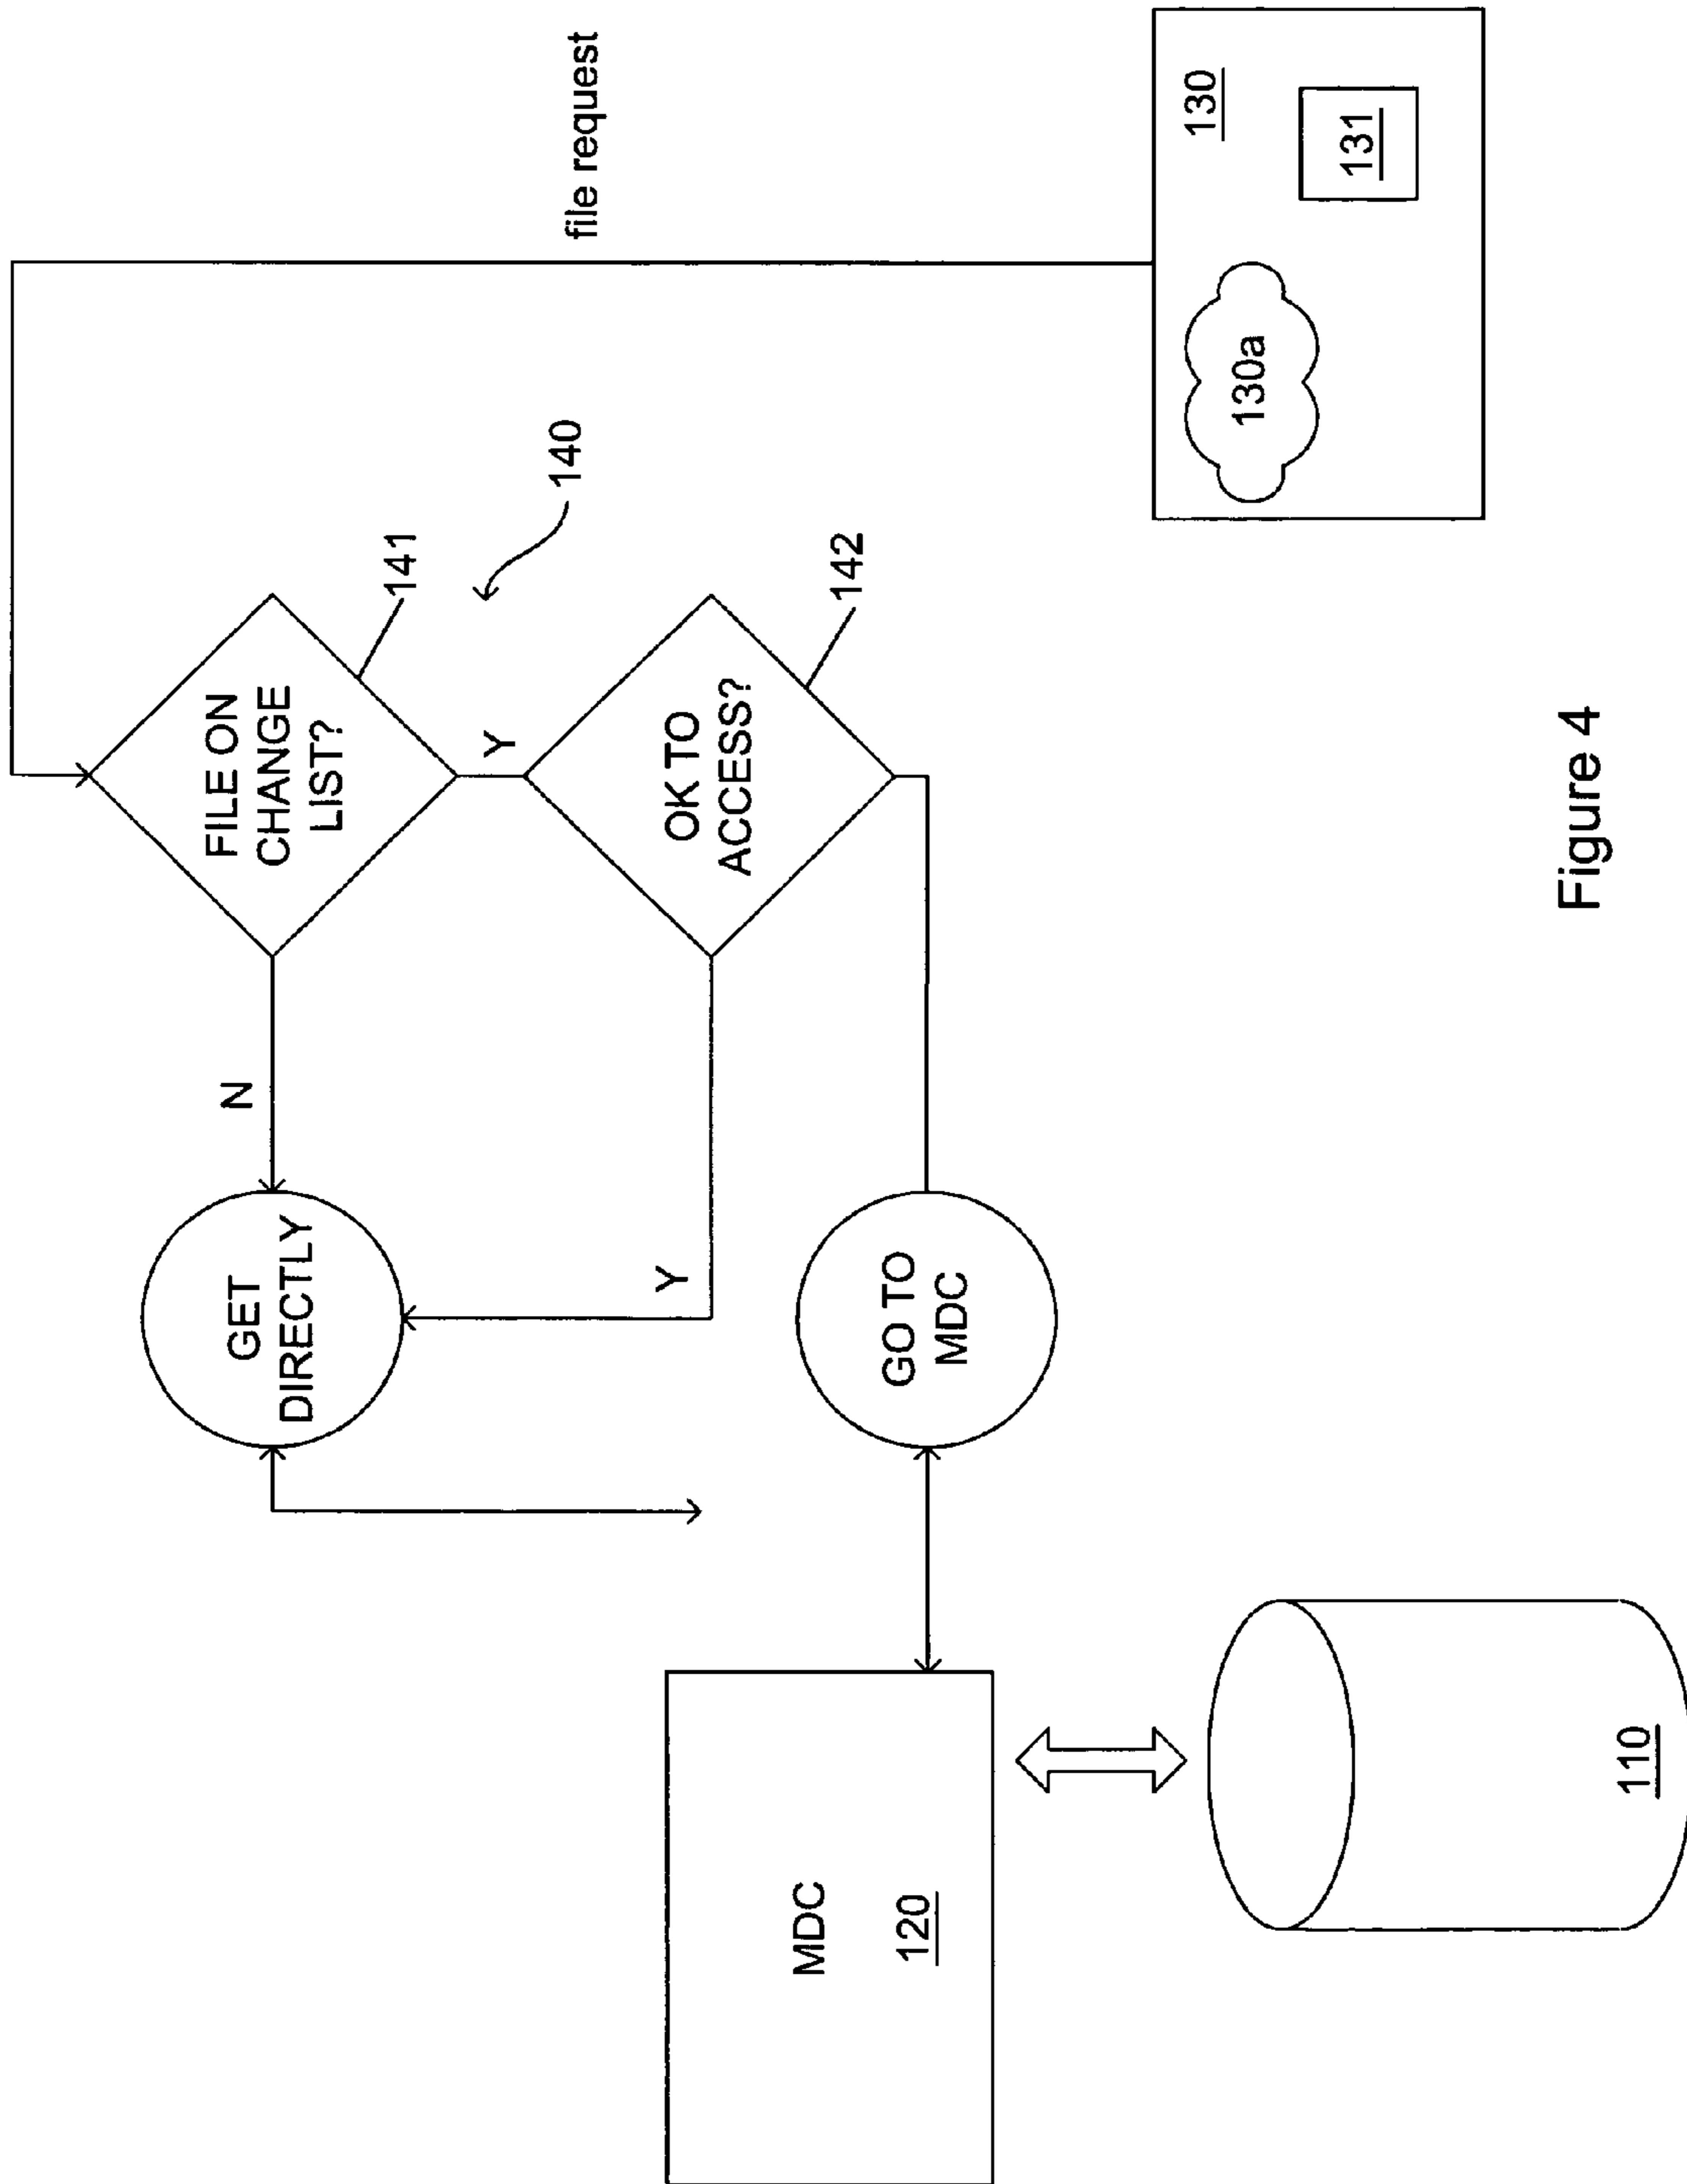 file request
130
131
130a
FILE ON
CHANGE
LIST?
141
140
Y
OK TO
ACCESS?
142
N
Y
GET
DIRECTLY
GO TO
MDC
MDC
120
110
Figure 4